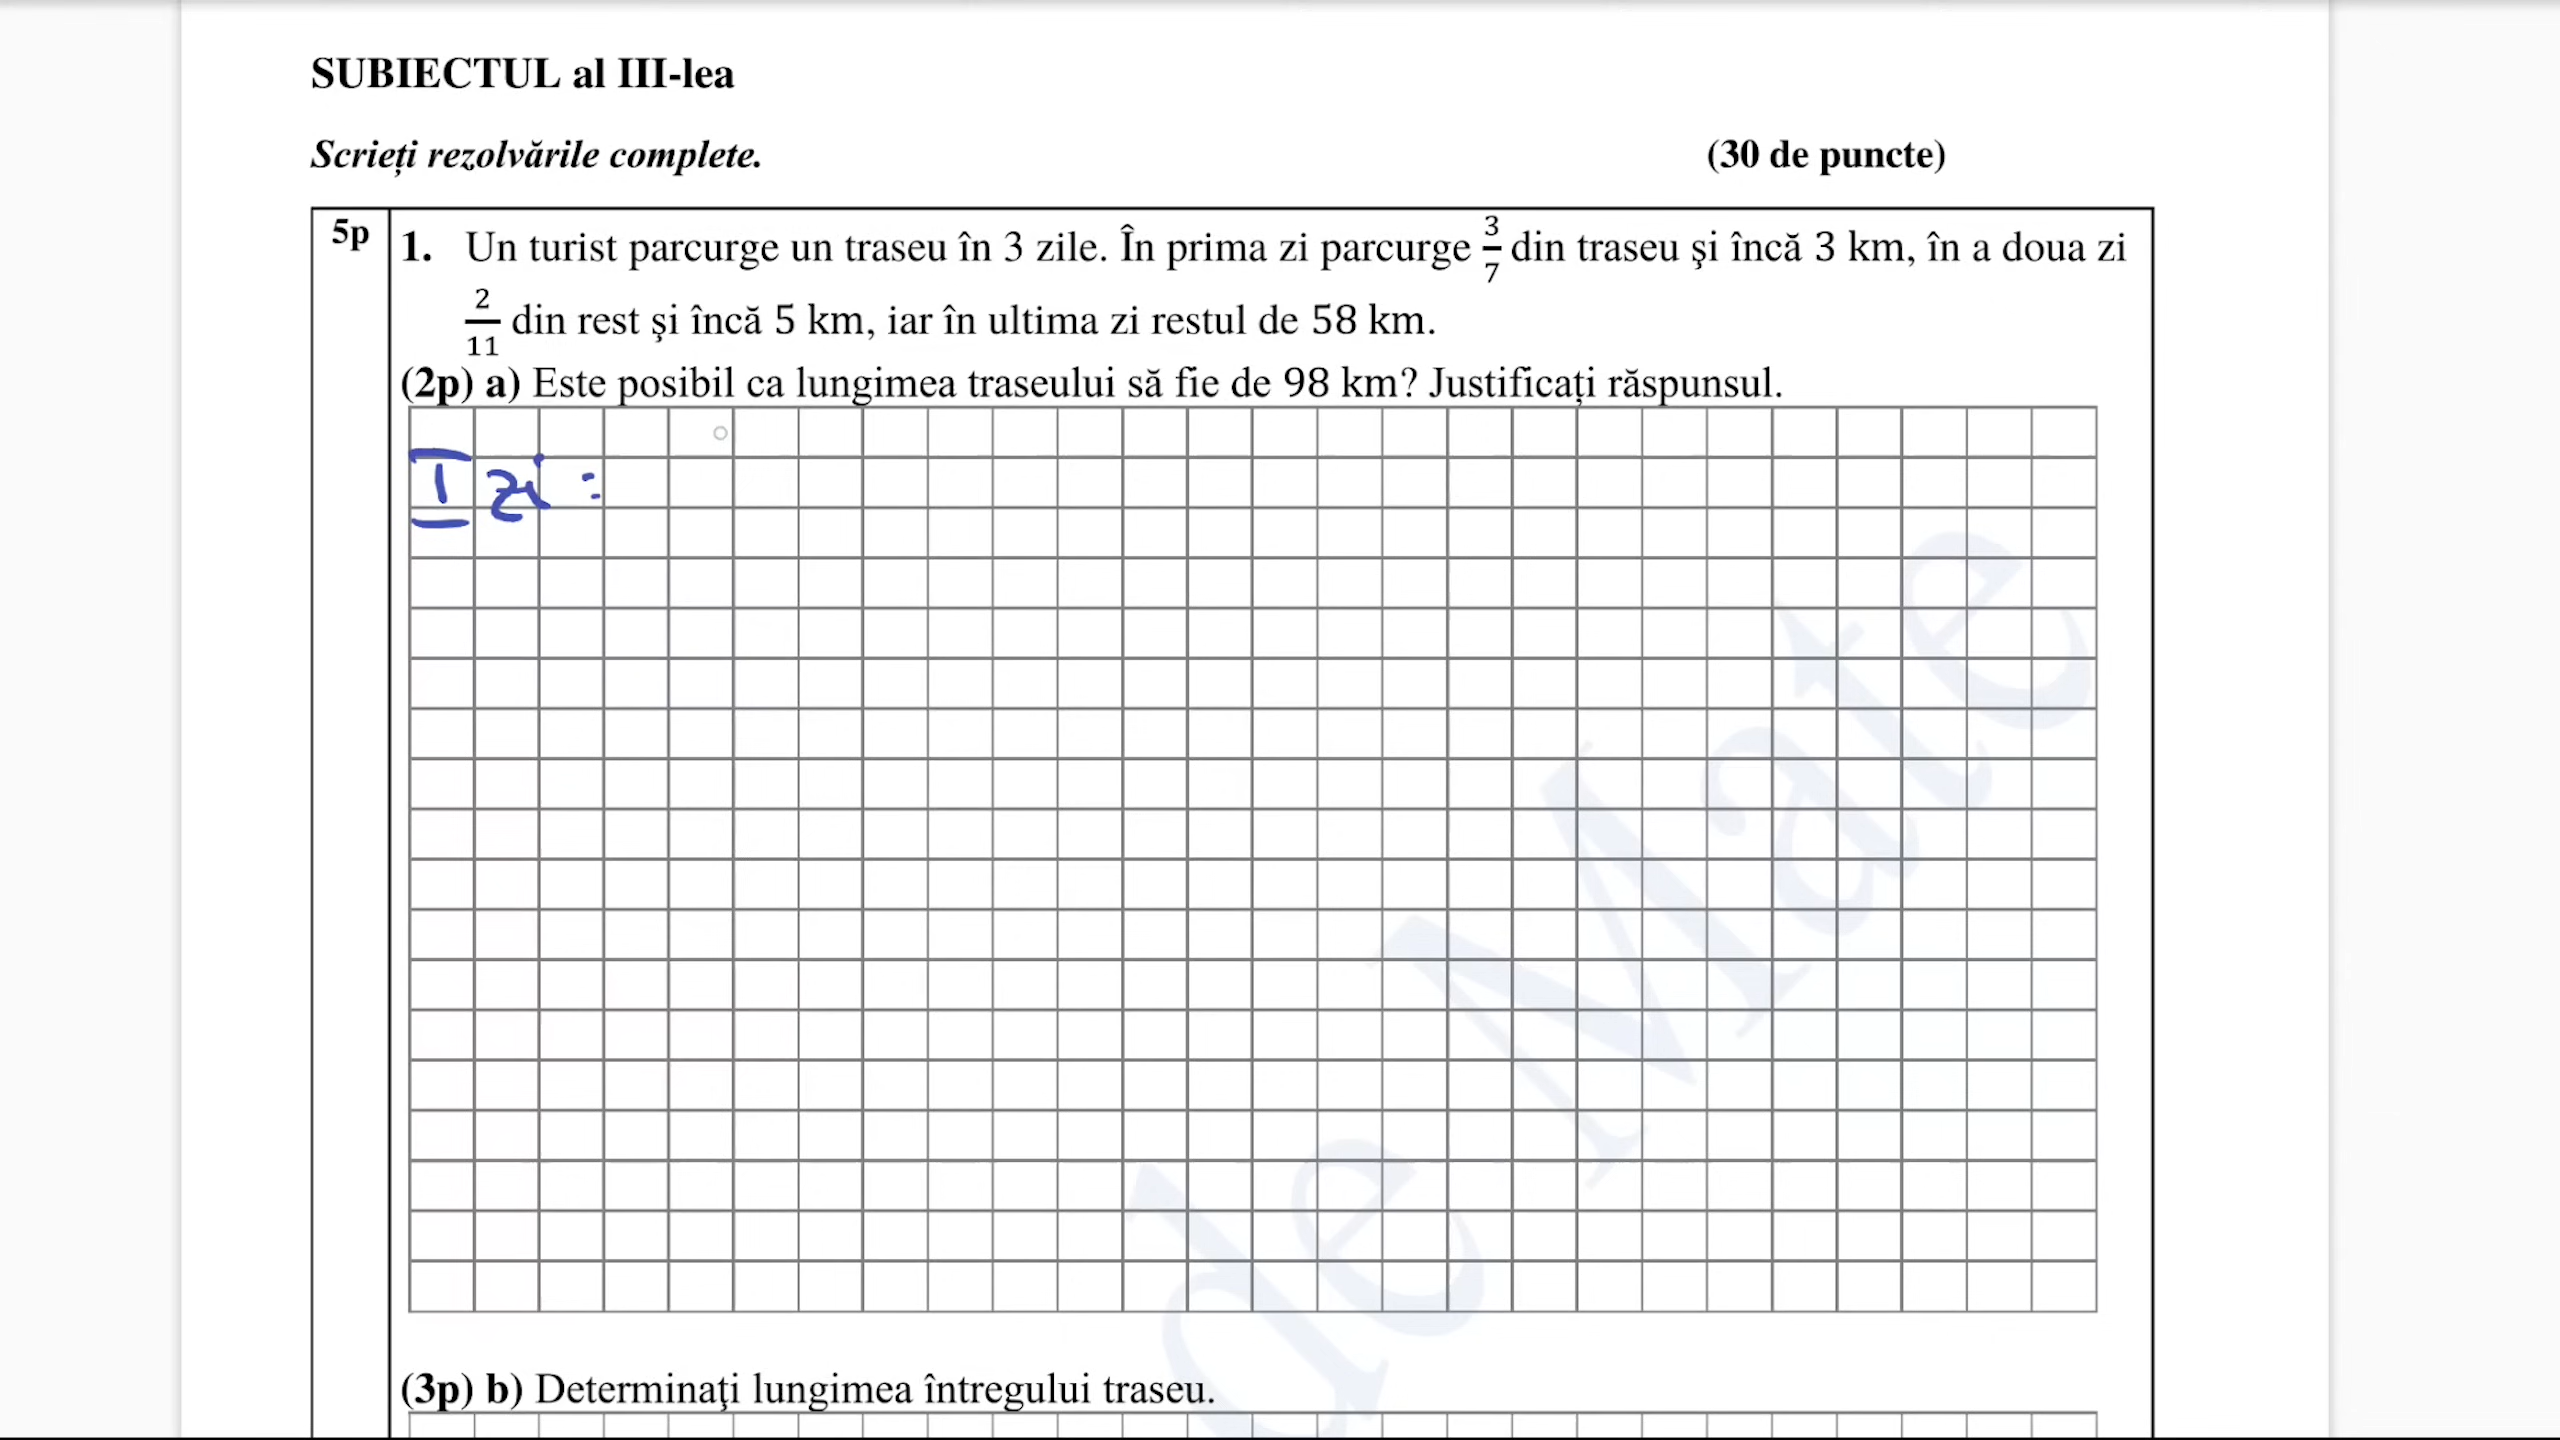 SUBIECTUL al III-lea
Scrieți rezolvările complete. (30 de puncte)
5p 1. Un turist parcurge un traseu în 3 zile. În prima zi parcurge 3/7 din traseu şi încă 3 km, în a doua zi
2/11 din rest şi încă 5 km, iar în ultima zi restul de 58 km.
(2p) a) Este posibil ca lungimea traseului să fie de 98 km? Justificați răspunsul.
I zi :
de Mate
(3p) b) Determinaţi lungimea întregului traseu.